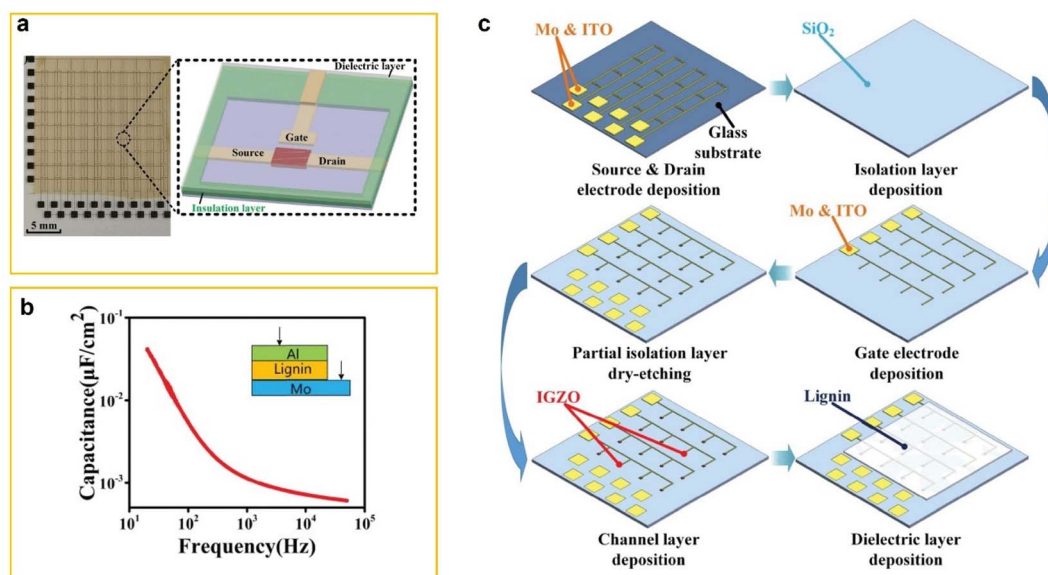 a
Dielectric layer
Gate
Source
Drain
Insulation layer
5 mm
b
Capacitance(μF/cm²)
10⁻¹
10⁻²
10⁻³
Al
Lignin
Mo
10¹ 10² 10³ 10⁴ 10⁵
Frequency(Hz)
c
Mo & ITO
Glass
substrate
Source & Drain
electrode deposition
SiO₂
Isolation layer
deposition
Mo & ITO
Gate electrode
deposition
Partial isolation layer
dry-etching
IGZO
Channel layer
deposition
Lignin
Dielectric layer
deposition